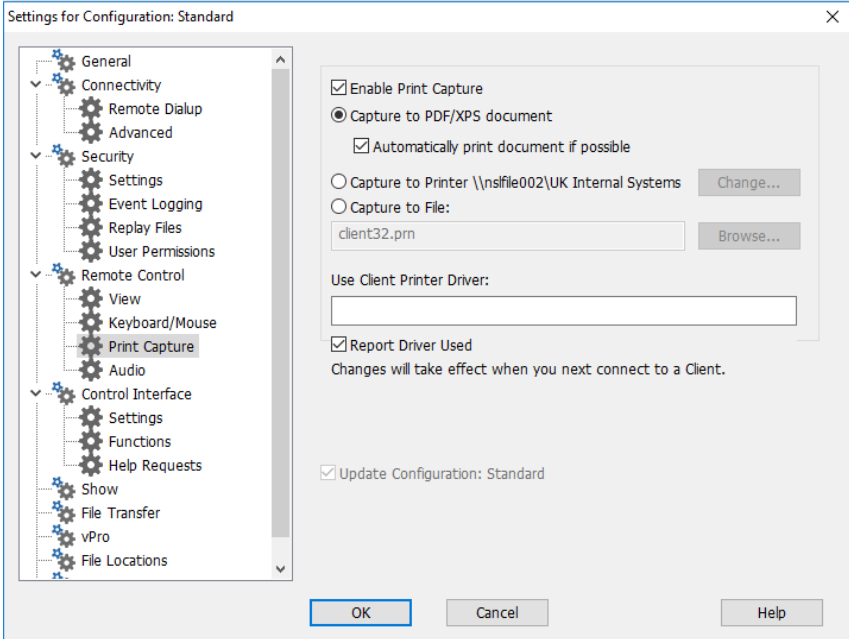 Settings for Configuration: Standard
General
Connectivity
Remote Dialup
Advanced
Security
Settings
Event Logging
Replay Files
User Permissions
Remote Control
View
Keyboard/Mouse
Print Capture
Audio
Control Interface
Settings
Functions
Help Requests
Show
File Transfer
vPro
File Locations
Enable Print Capture
Capture to PDF/XPS document
Automatically print document if possible
Capture to Printer \\nslfile002\UK Internal Systems
Change...
Capture to File:
client32.prn
Browse...
Use Client Printer Driver:
Report Driver Used
Changes will take effect when you next connect to a Client.
Update Configuration: Standard
OK
Cancel
Help